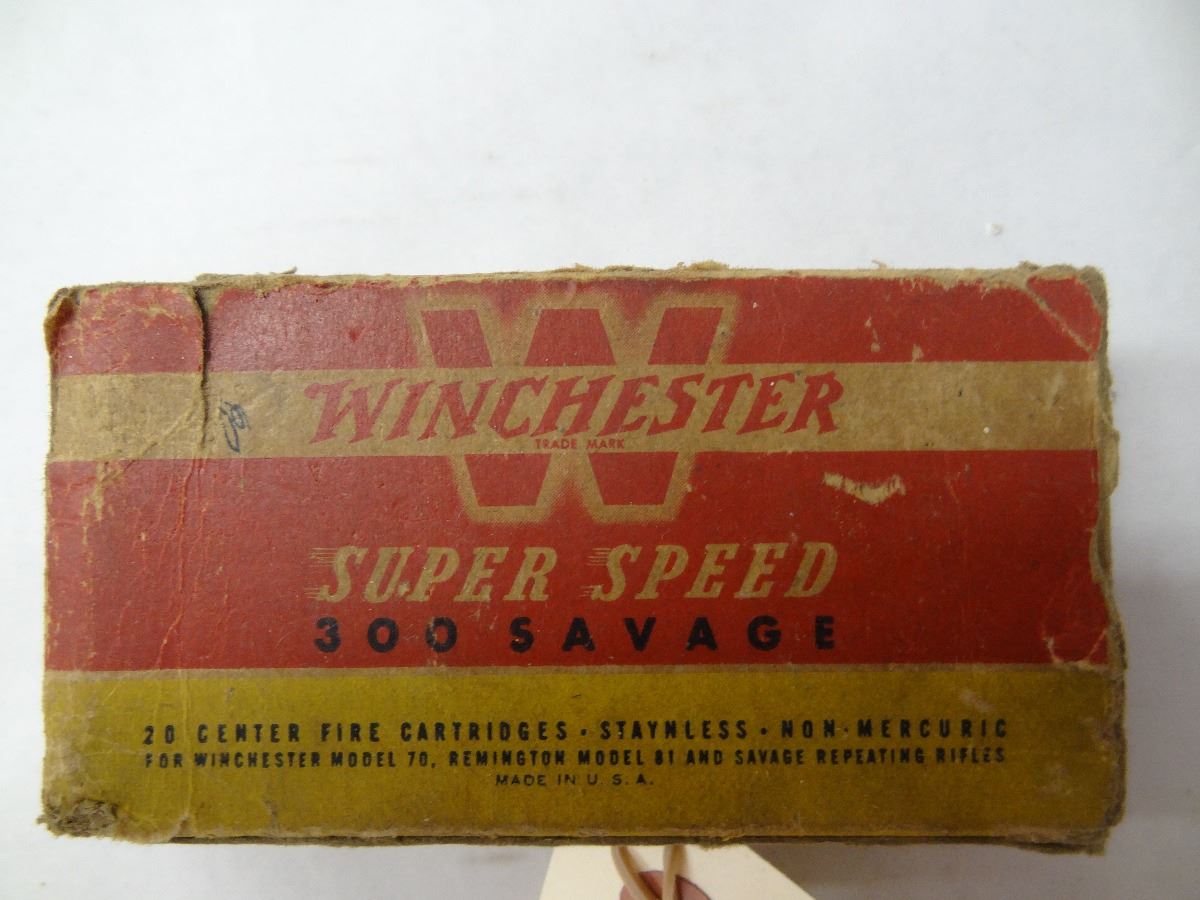 W
WINCHESTER
TRADE MARK
SUPER SPEED
300 SAVAGE
20 CENTER FIRE CARTRIDGES · STAYNLESS · NON-MERCURIC
FOR WINCHESTER MODEL 70, REMINGTON MODEL 81 AND SAVAGE REPEATING RIFLES
MADE IN U.S.A.